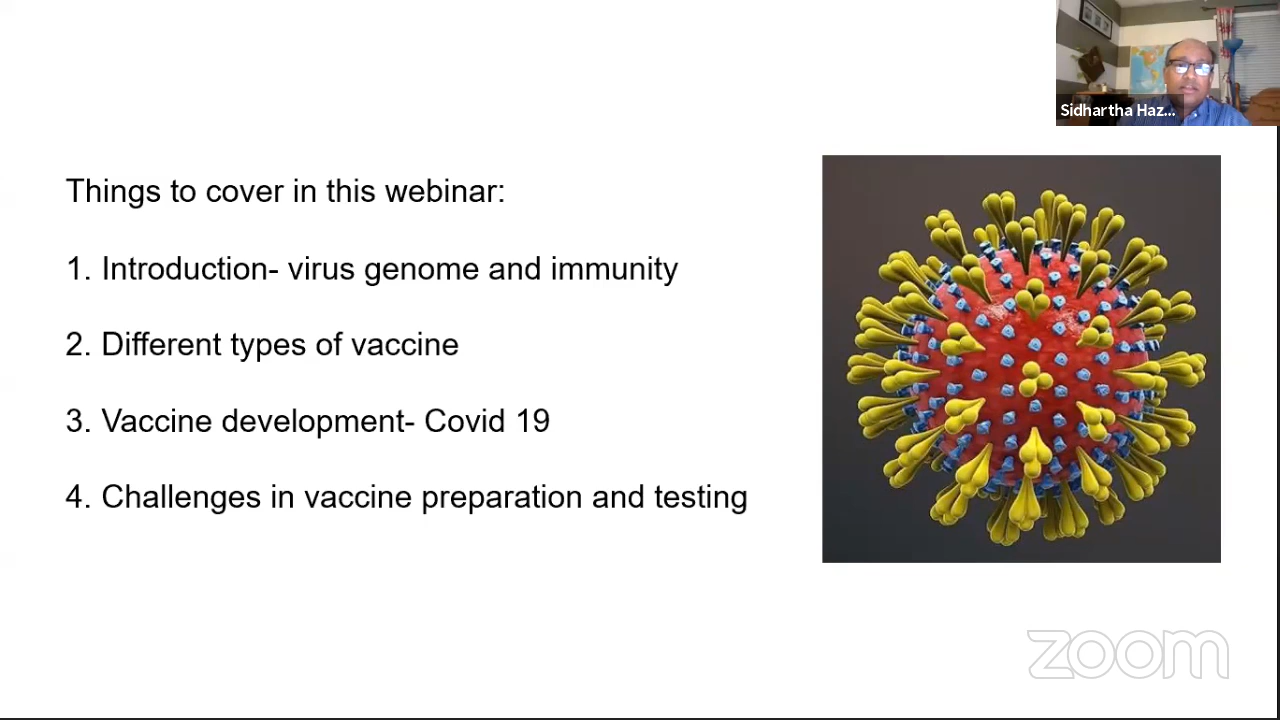 Sidhartha Haz...
Things to cover in this webinar:
1. Introduction- virus genome and immunity
2. Different types of vaccine
3. Vaccine development- Covid 19
4. Challenges in vaccine preparation and testing
zoom